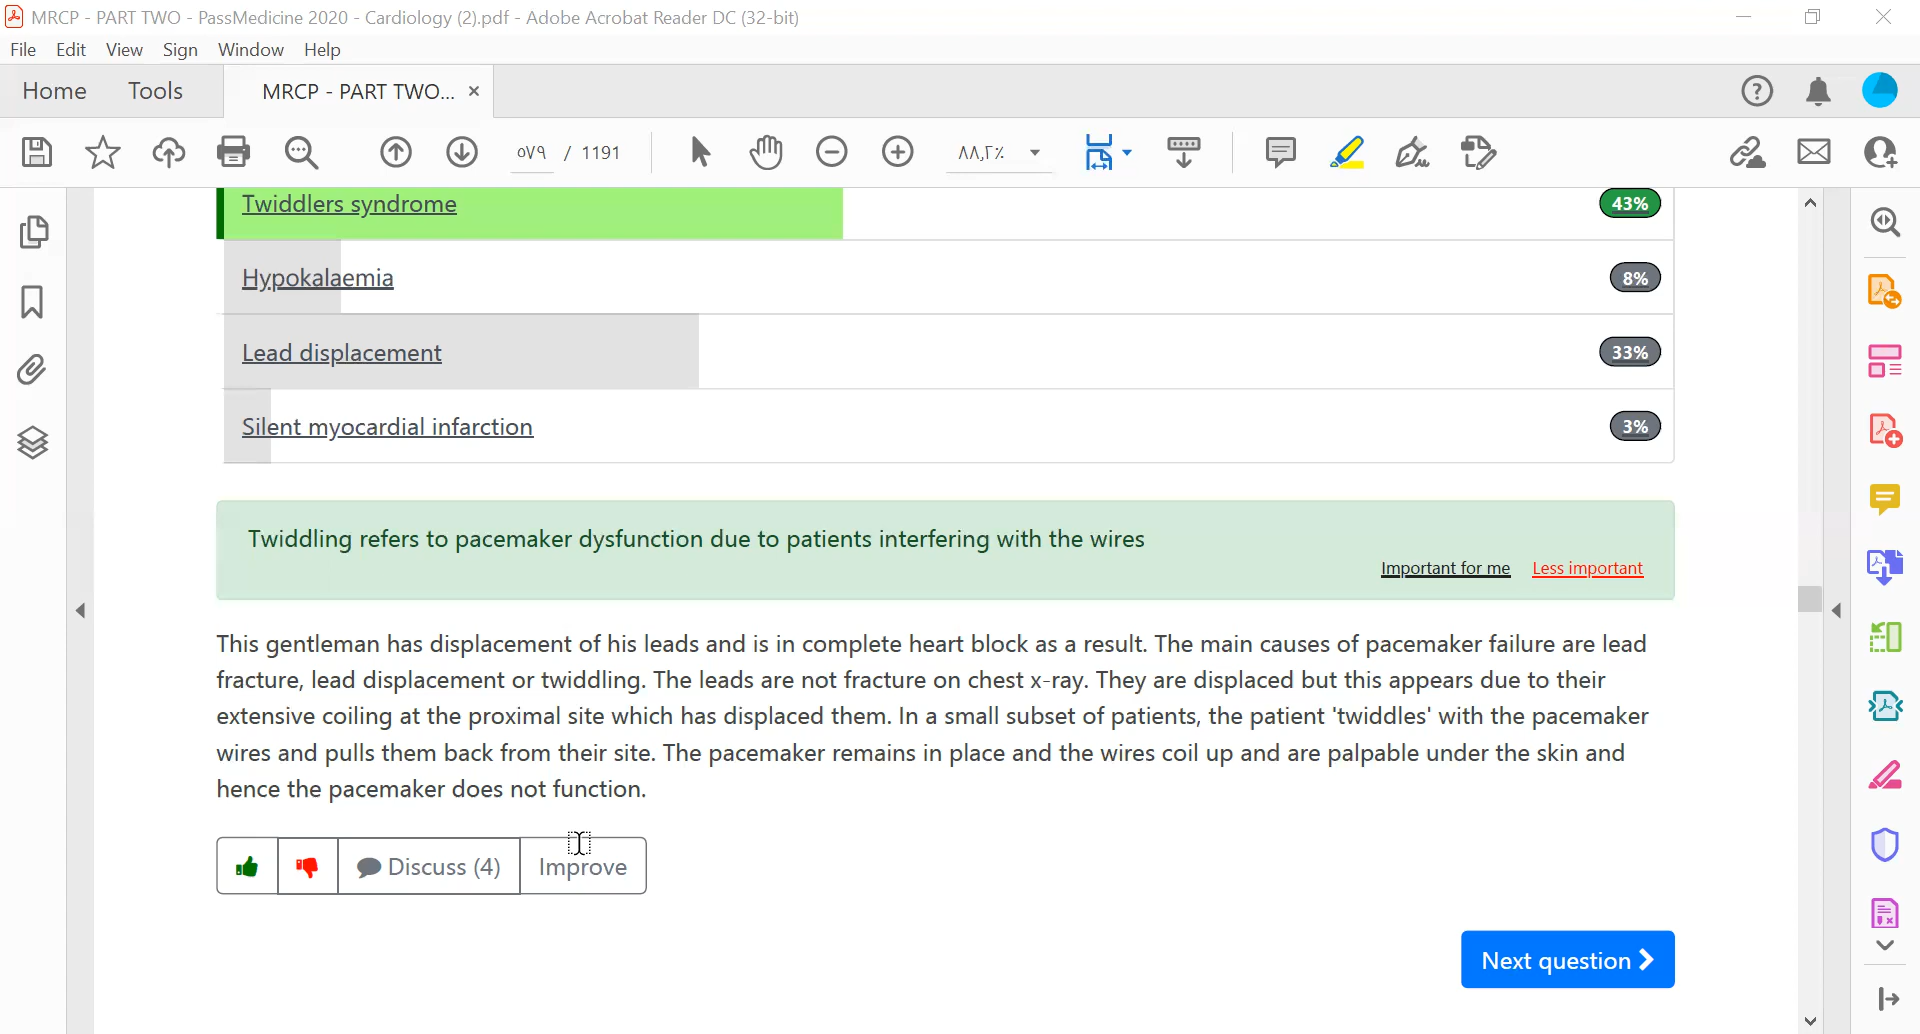 MRCP - PART TWO - PassMedicine 2020 - Cardiology (2).pdf - Adobe Acrobat Reader DC (32-bit)
File Edit View Sign Window Help
Home Tools MRCP - PART TWO... ×
٥٧٩ / 1191 ٨٨,٢٪
Twiddlers syndrome 43%
Hypokalaemia 8%
Lead displacement 33%
Silent myocardial infarction 3%
Twiddling refers to pacemaker dysfunction due to patients interfering with the wires
Important for me Less important
This gentleman has displacement of his leads and is in complete heart block as a result. The main causes of pacemaker failure are lead
fracture, lead displacement or twiddling. The leads are not fracture on chest x-ray. They are displaced but this appears due to their
extensive coiling at the proximal site which has displaced them. In a small subset of patients, the patient 'twiddles' with the pacemaker
wires and pulls them back from their site. The pacemaker remains in place and the wires coil up and are palpable under the skin and
hence the pacemaker does not function.
Discuss (4) Improve
Next question